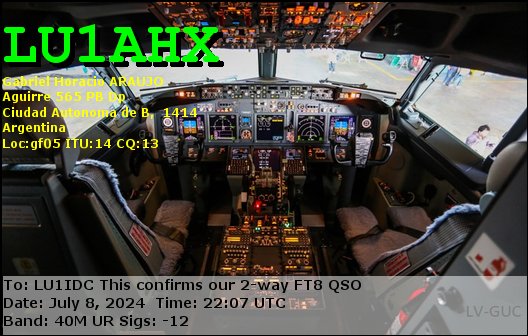 LU1AHX
Gabriel Horacio ARAUJO
Aguirre 565 PB Dp.
Ciudad Autonoma de B, 1414
Argentina
Loc:gf05 ITU:14 CQ:13
To: LU1IDC This confirms our 2-way FT8 QSO
Date: July 8, 2024 Time: 22:07 UTC
Band: 40M UR Sigs: -12
LV-GUC